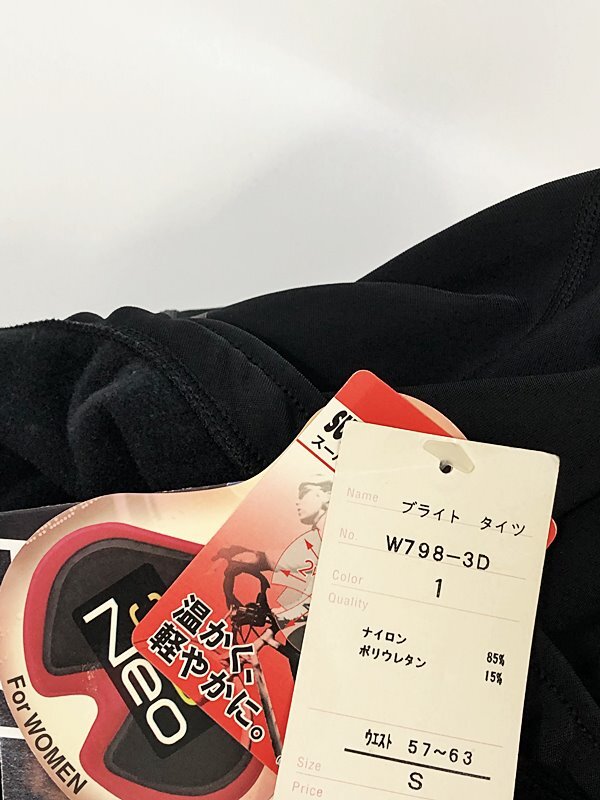 スー
温かく、
軽やかに。
Neo
For WOMEN
Name ブライト タイツ
No. W798-3D
Color 1
Quality
ナイロン 85%
ポリウレタン 15%
ウエスト 57~63
Size S
Price